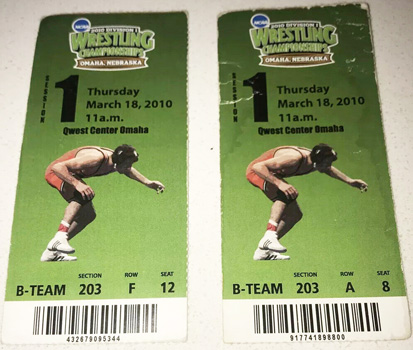 NCAA
2010 DIVISION I
WRESTLING
CHAMPIONSHIPS
OMAHA, NEBRASKA
SESSION
1
Thursday
March 18, 2010
11a.m.
Qwest Center Omaha
SECTION ROW SEAT
B-TEAM 203 F 12
432679095344
NCAA
2010 DIVISION I
WRESTLING
CHAMPIONSHIPS
OMAHA, NEBRASKA
SESSION
1
Thursday
March 18, 2010
11a.m.
Qwest Center Omaha
SECTION ROW SEAT
B-TEAM 203 A 8
917741898800